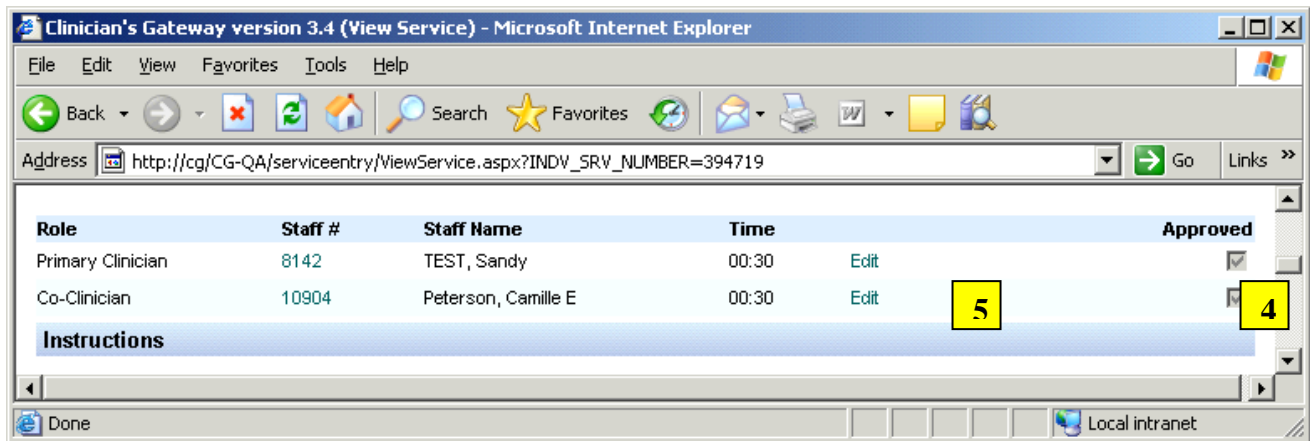 Clinician's Gateway version 3.4 (View Service) - Microsoft Internet Explorer
File Edit View Favorites Tools Help
Back Search Favorites W
Address http://cg/CG-QA/serviceentry/ViewService.aspx?INDV_SRV_NUMBER=394719 Go Links »
Role Staff # Staff Name Time Approved
Primary Clinician 8142 TEST, Sandy 00:30 Edit
Co-Clinician 10904 Peterson, Camille E 00:30 Edit 5 4
Instructions
Done Local intranet